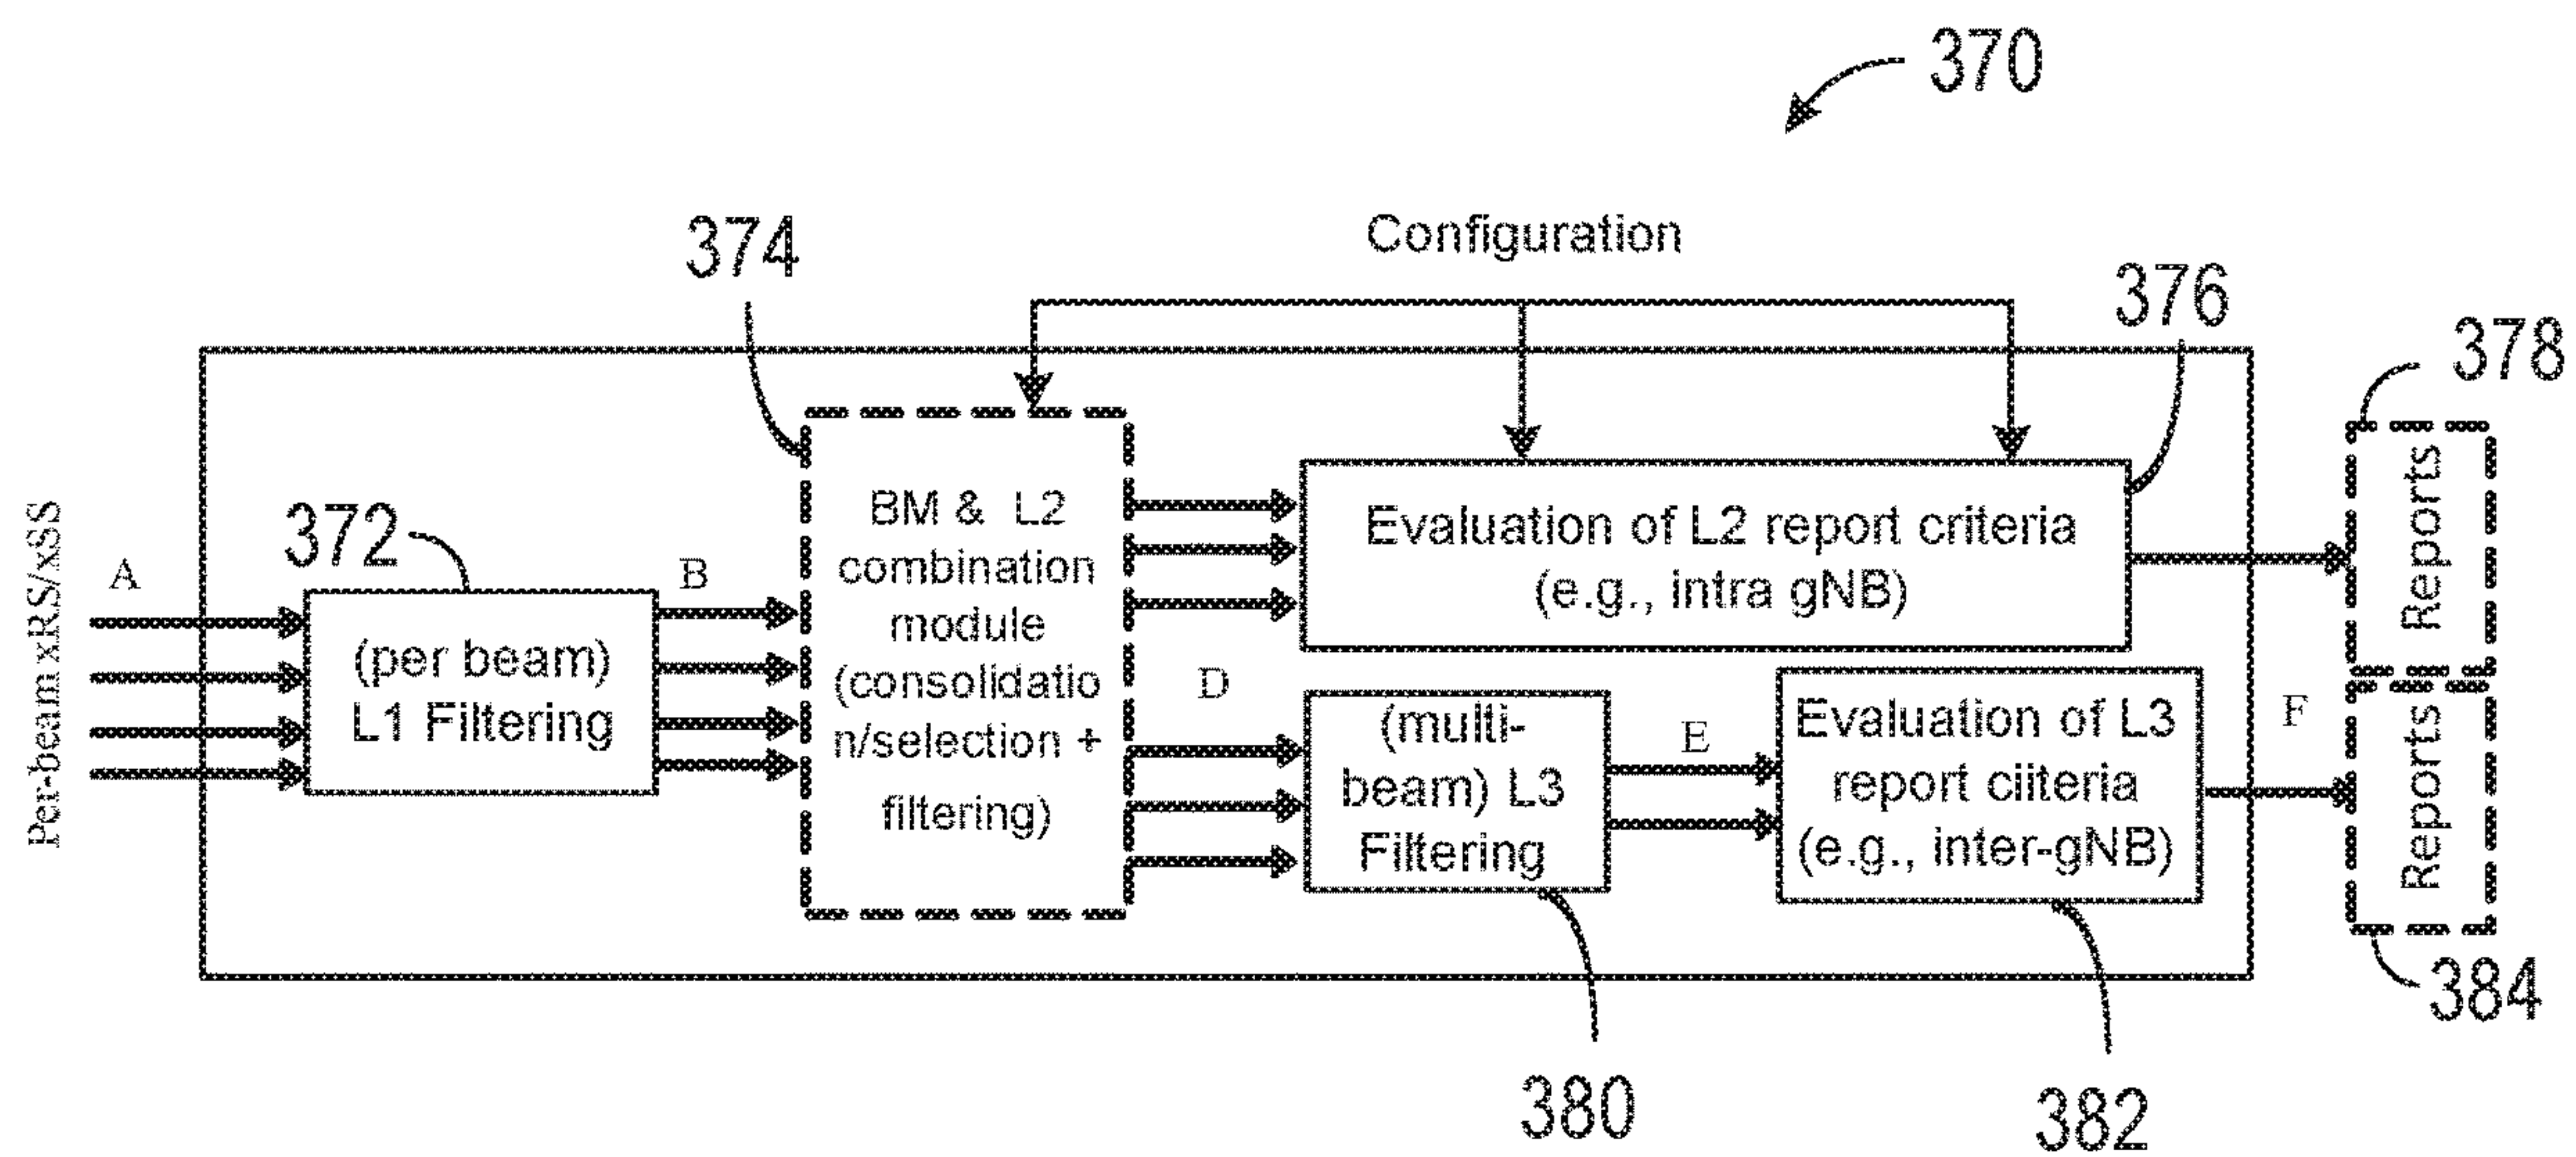 370
Configuration
374
376
378
Per-beam xRS/xSS
A
372
B
(per beam)
L1 Filtering
BM & L2
combination
module
(consolidatio
n/selection +
filtering)
Evaluation of L2 report criteria
(e.g., intra gNB)
D
(multi-
beam) L3
Filtering
E
Evaluation of L3
report ciiteria
(e.g., inter-gNB)
F
Reports
Reports
384
380
382